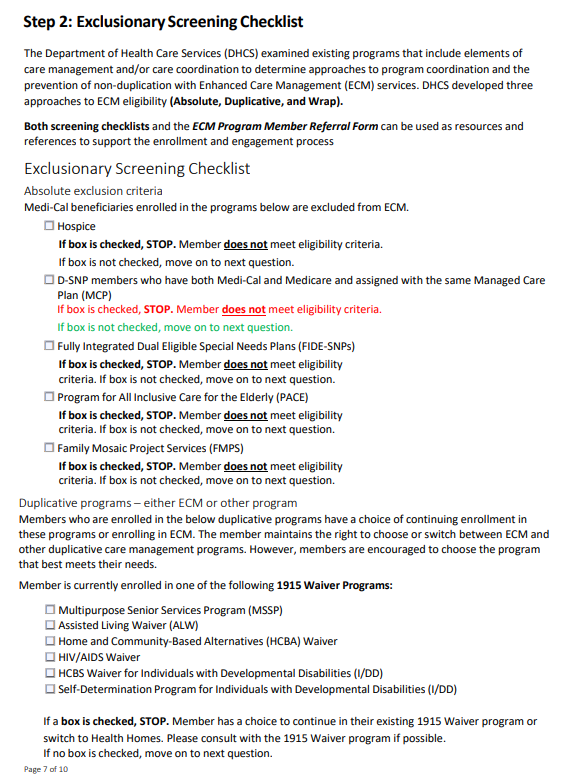 Step 2: Exclusionary Screening Checklist
The Department of Health Care Services (DHCS) examined existing programs that include elements of
care management and/or care coordination to determine approaches to program coordination and the
prevention of non-duplication with Enhanced Care Management (ECM) services. DHCS developed three
approaches to ECM eligibility (Absolute, Duplicative, and Wrap).
Both screening checklists and the ECM Program Member Referral Form can be used as resources and
references to support the enrollment and engagement process
Exclusionary Screening Checklist
Absolute exclusion criteria
Medi-Cal beneficiaries enrolled in the programs below are excluded from ECM.
☐ Hospice
If box is checked, STOP. Member does not meet eligibility criteria.
If box is not checked, move on to next question.
☐ D-SNP members who have both Medi-Cal and Medicare and assigned with the same Managed Care
Plan (MCP)
If box is checked, STOP. Member does not meet eligibility criteria.
If box is not checked, move on to next question.
☐ Fully Integrated Dual Eligible Special Needs Plans (FIDE-SNPs)
If box is checked, STOP. Member does not meet eligibility
criteria. If box is not checked, move on to next question.
☐ Program for All Inclusive Care for the Elderly (PACE)
If box is checked, STOP. Member does not meet eligibility
criteria. If box is not checked, move on to next question.
☐ Family Mosaic Project Services (FMPS)
If box is checked, STOP. Member does not meet eligibility
criteria. If box is not checked, move on to next question.
Duplicative programs – either ECM or other program
Members who are enrolled in the below duplicative programs have a choice of continuing enrollment in
these programs or enrolling in ECM. The member maintains the right to choose or switch between ECM and
other duplicative care management programs. However, members are encouraged to choose the program
that best meets their needs.
Member is currently enrolled in one of the following 1915 Waiver Programs:
☐ Multipurpose Senior Services Program (MSSP)
☐ Assisted Living Waiver (ALW)
☐ Home and Community-Based Alternatives (HCBA) Waiver
☐ HIV/AIDS Waiver
☐ HCBS Waiver for Individuals with Developmental Disabilities (I/DD)
☐ Self-Determination Program for Individuals with Developmental Disabilities (I/DD)
If a box is checked, STOP. Member has a choice to continue in their existing 1915 Waiver program or
switch to Health Homes. Please consult with the 1915 Waiver program if possible.
If no box is checked, move on to next question.
Page 7 of 10